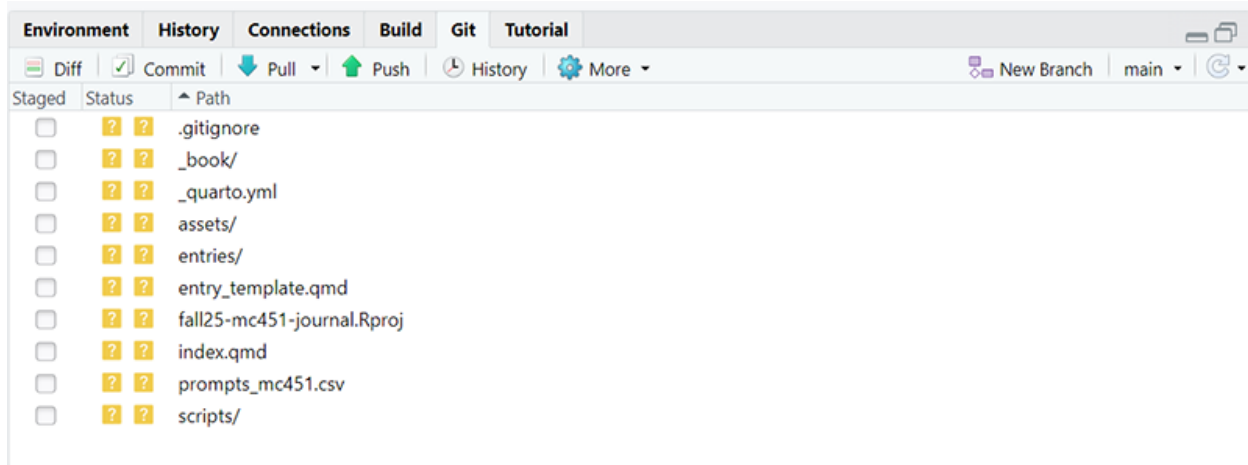 Environment History Connections Build Git Tutorial
Diff Commit Pull Push History More New Branch main
Staged Status Path
? ? .gitignore
? ? _book/
? ? _quarto.yml
? ? assets/
? ? entries/
? ? entry_template.qmd
? ? fall25-mc451-journal.Rproj
? ? index.qmd
? ? prompts_mc451.csv
? ? scripts/